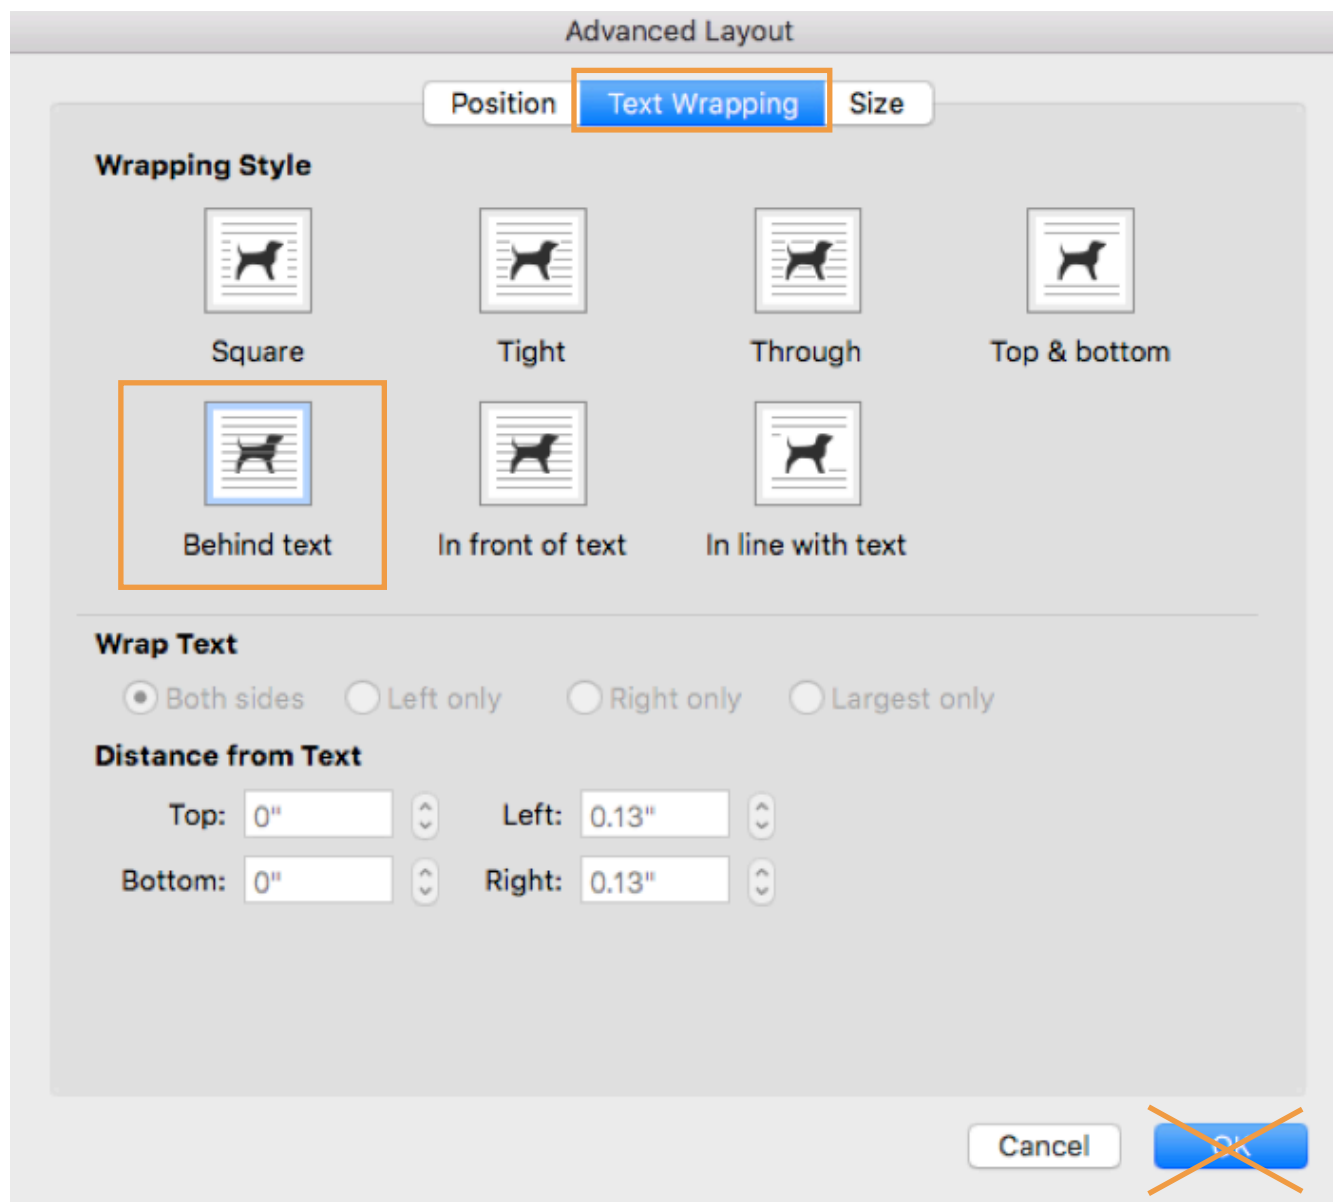 Advanced Layout
Position Text Wrapping Size
Wrapping Style
Square Tight Through Top & bottom
Behind text In front of text In line with text
Wrap Text
Both sides Left only Right only Largest only
Distance from Text
Top: 0" Left: 0.13"
Bottom: 0" Right: 0.13"
Cancel OK